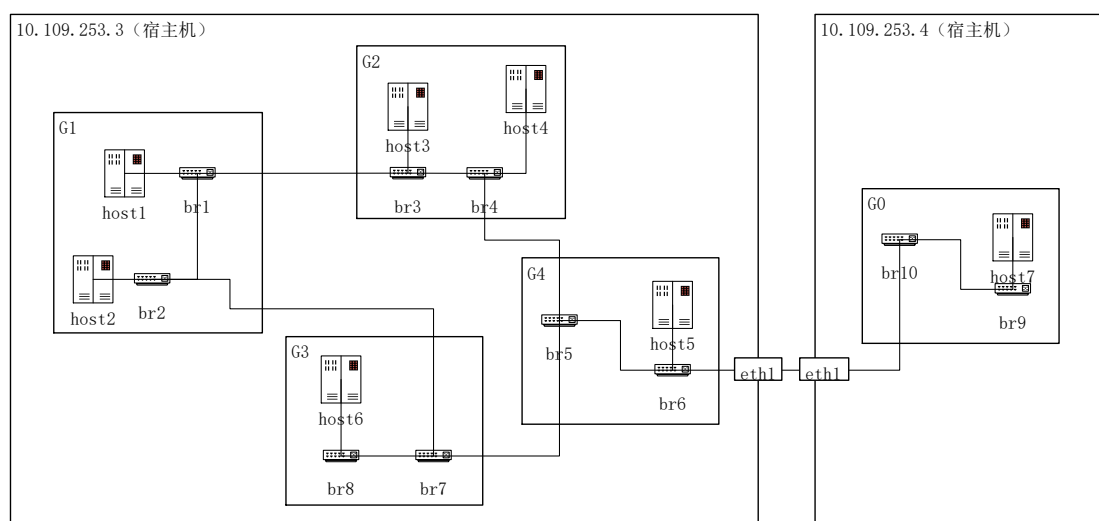 10.109.253.3（宿主机）
10.109.253.4（宿主机）
G2
host3
host4
br3
br4
G1
host1
br1
host2
br2
G0
br10
host7
br9
G4
br5
host5
br6
eth1
eth1
G3
host6
br8
br7